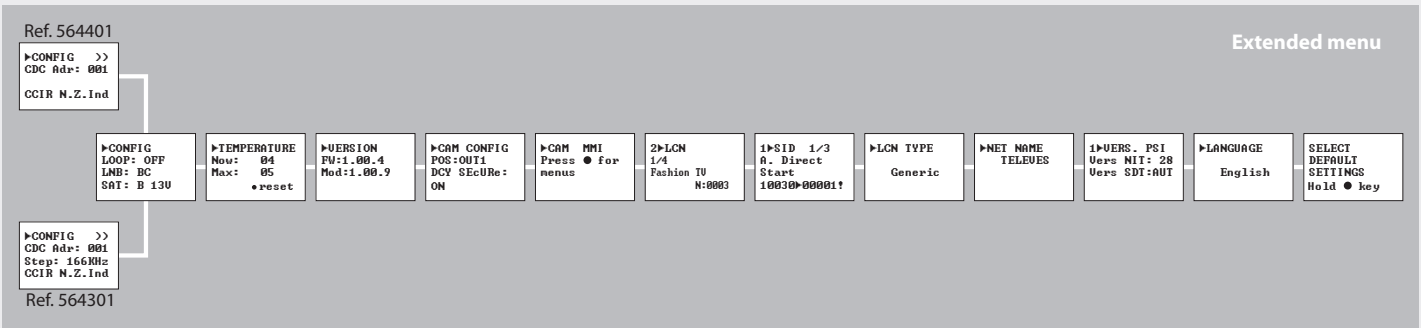 Ref. 564401
Extended menu
▶CONFIG >>
CDC Adr: 001
CCIR N.Z.Ind
▶CONFIG
LOOP: OFF
LNB: BC
SAT: B 13V
▶TEMPERATURE
Now: 04
Max: 05
●reset
▶VERSION
FW:1.00.4
Mod:1.00.9
▶CAM CONFIG
POS:OUT1
DCY SEcURe:
ON
▶CAM MMI
Press ● for
menus
2▶LCN
1/4
Fashion TV
N:0003
1▶SID 1/3
A. Direct
Start
10030▶00001!
▶LCN TYPE
Generic
▶NET NAME
TELEVES
1▶VERS. PSI
Vers NIT: 28
Vers SDT:AUT
▶LANGUAGE
English
SELECT
DEFAULT
SETTINGS
Hold ● key
▶CONFIG >>
CDC Adr: 001
Step: 166KHz
CCIR N.Z.Ind
Ref. 564301